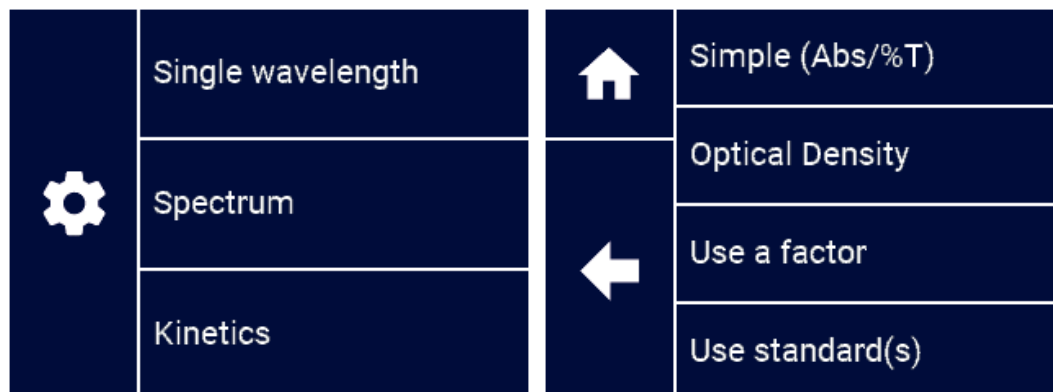 Single wavelength
Spectrum
Kinetics
Simple (Abs/%T)
Optical Density
Use a factor
Use standard(s)